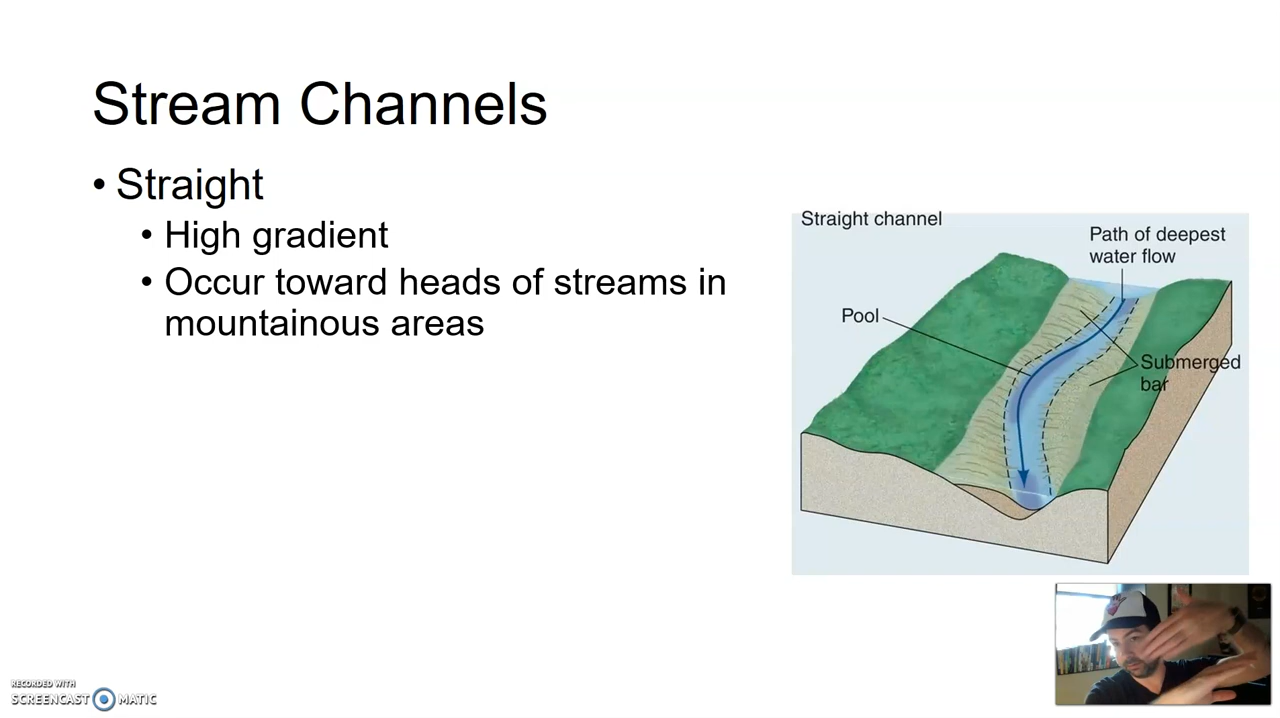 Stream Channels
• Straight
• High gradient
• Occur toward heads of streams in
mountainous areas
Straight channel
Path of deepest
water flow
Pool
Submerged
bar
RECORDED WITH
SCREENCAST MATIC